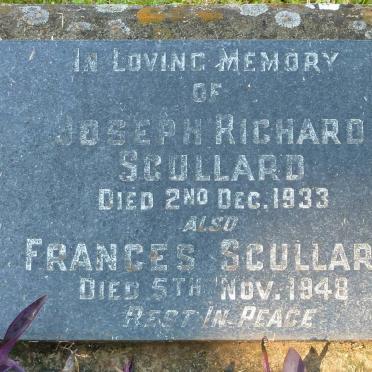 In Loving Memory
OF
Joseph Richard
Scullard
Died 2ND Dec. 1933
ALSO
Frances Scullar
Died 5TH Nov. 1948
Rest In Peace